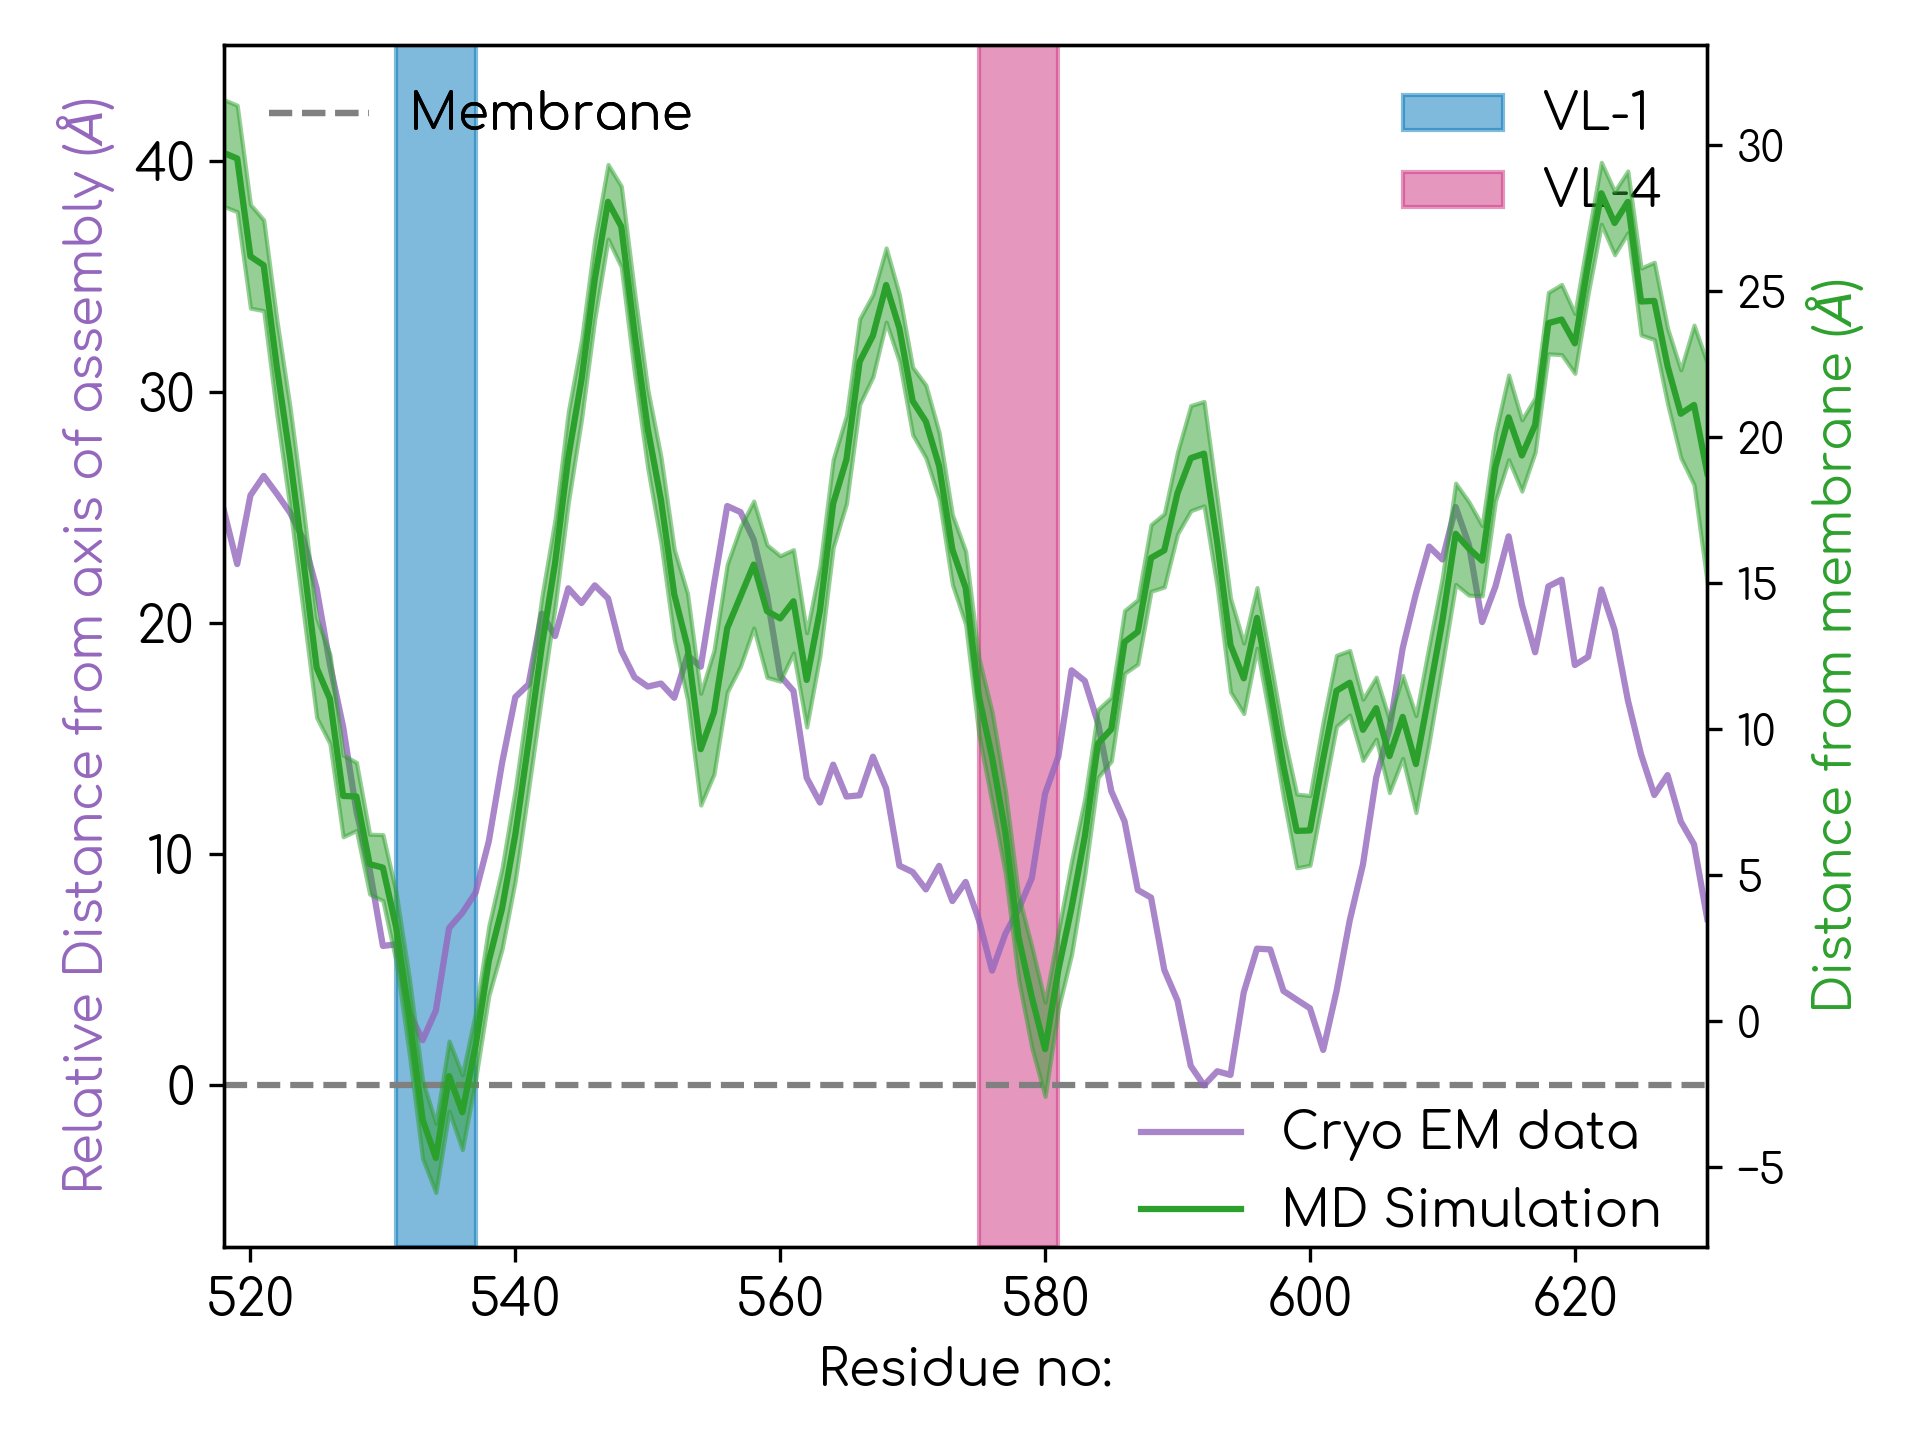 Relative Distance from axis of assembly (Å)
40
30
20
10
0
Membrane
VL-1
VL-4
30
25
20
15
10
5
0
−5
Distance from membrane (Å)
Cryo EM data
MD Simulation
520
540
560
580
600
620
Residue no: